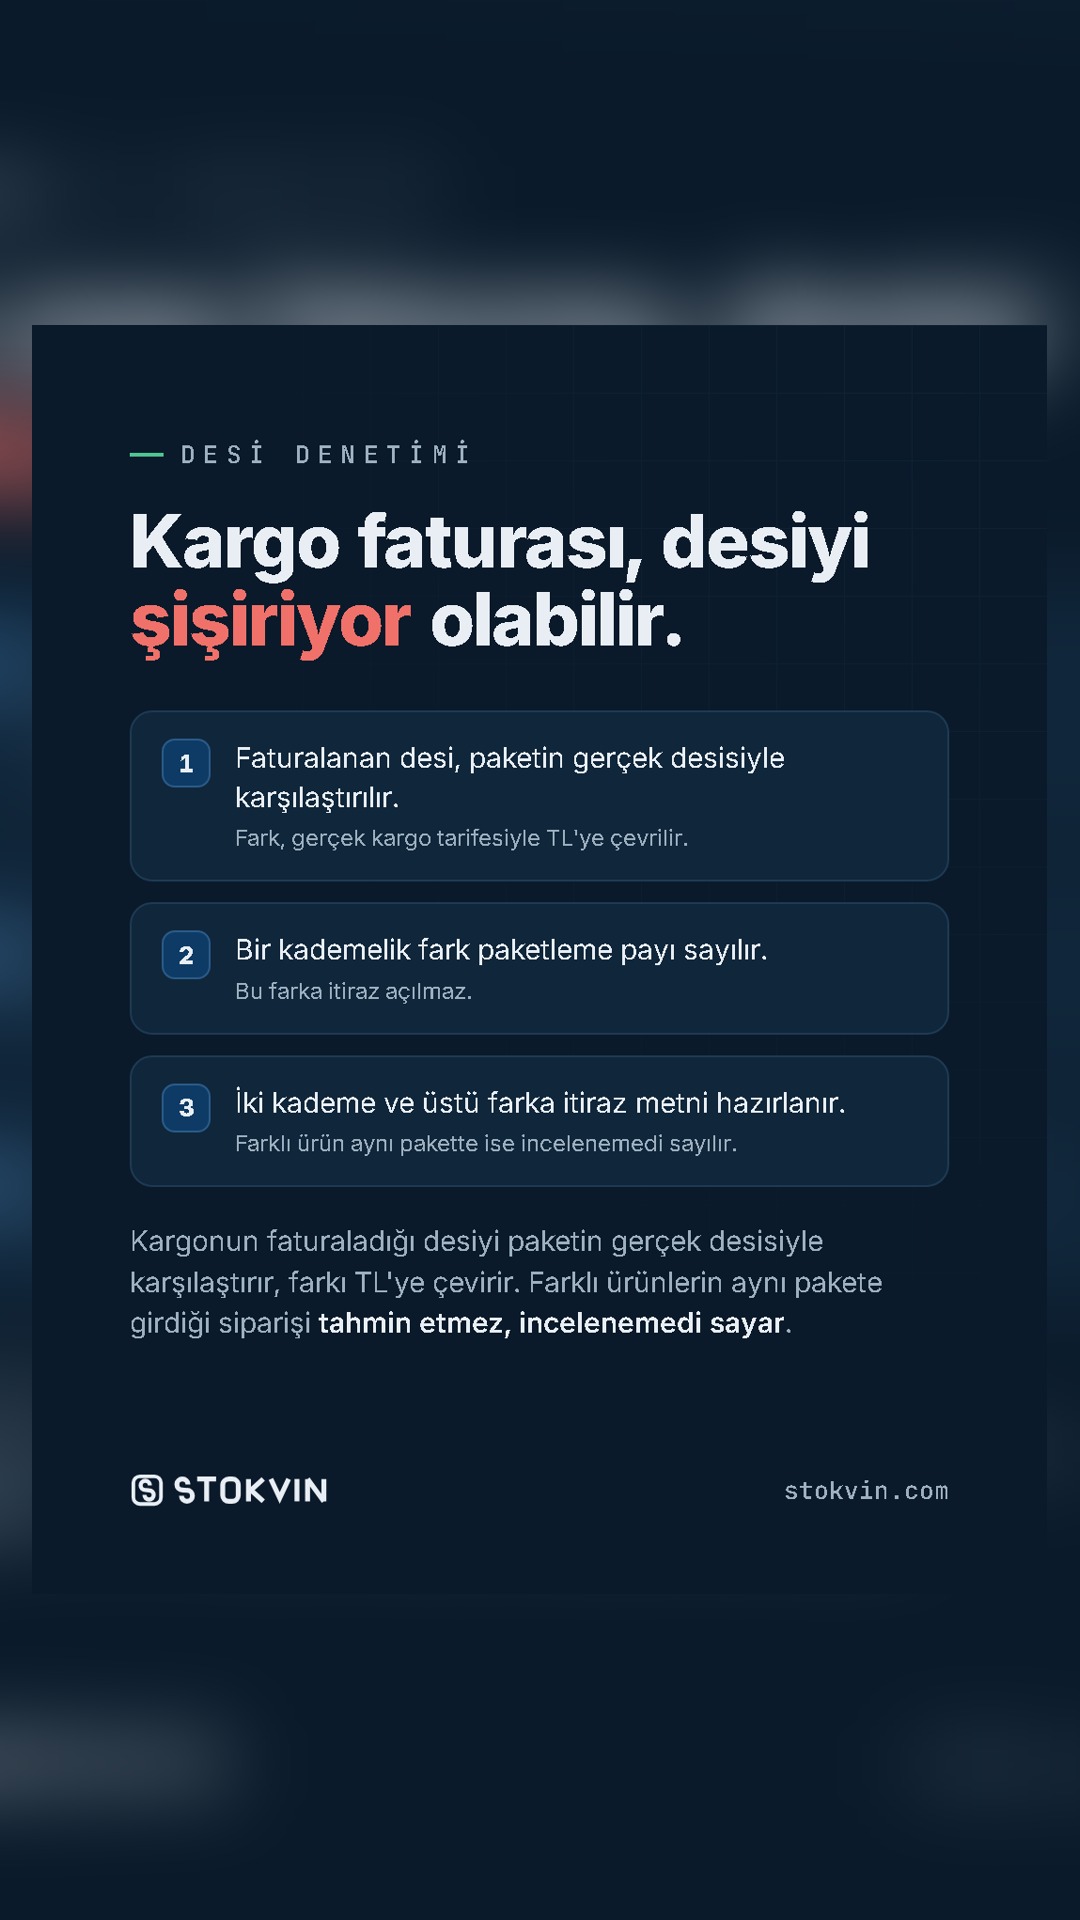 DESİ DENETİMİ
Kargo faturası, desiyi
şişiriyor olabilir.
1
Faturalanan desi, paketin gerçek desisiyle
karşılaştırılır.
Fark, gerçek kargo tarifesiyle TL'ye çevrilir.
2
Bir kademelik fark paketleme payı sayılır.
Bu farka itiraz açılmaz.
3
İki kademe ve üstü farka itiraz metni hazırlanır.
Farklı ürün aynı pakette ise incelenemedi sayılır.
Kargonun faturaladığı desiyi paketin gerçek desisiyle
karşılaştırır, farkı TL'ye çevirir. Farklı ürünlerin aynı pakete
girdiği siparişi tahmin etmez, incelenemedi sayar.
STOKVIN
stokvin.com